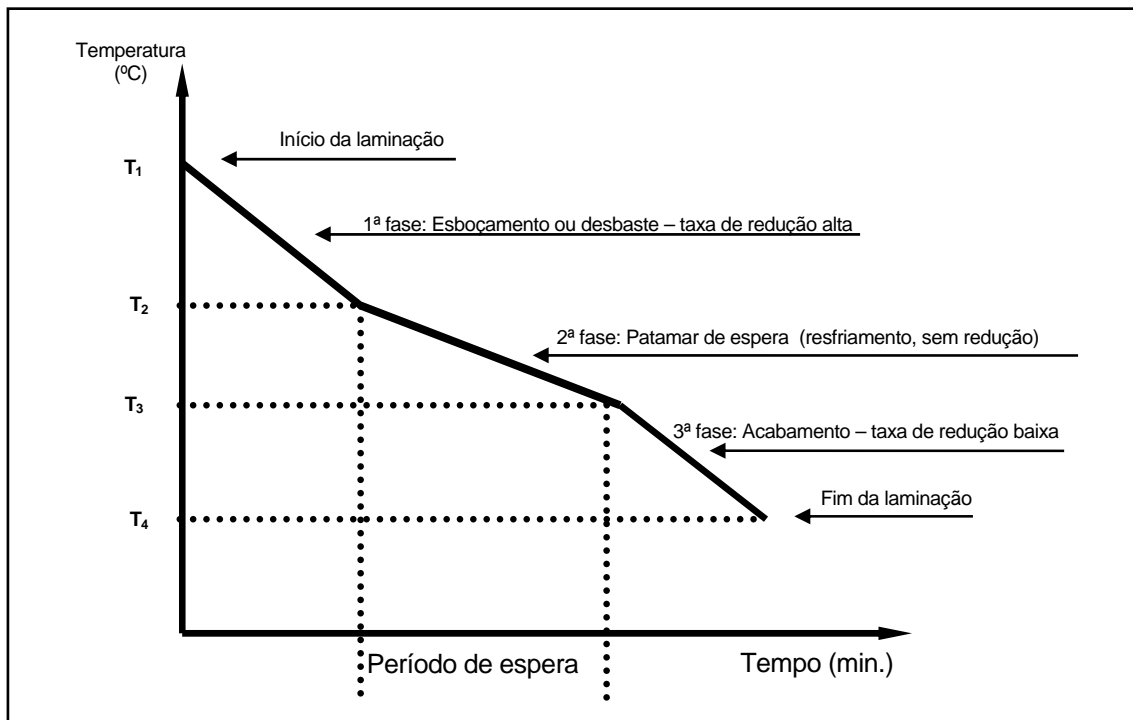 Temperatura
(ºC)
Início da laminação
T₁
1ª fase: Esboçamento ou desbaste – taxa de redução alta
T₂
2ª fase: Patamar de espera  (resfriamento, sem redução)
T₃
3ª fase: Acabamento – taxa de redução baixa
Fim da laminação
T₄
Período de espera
Tempo (min.)